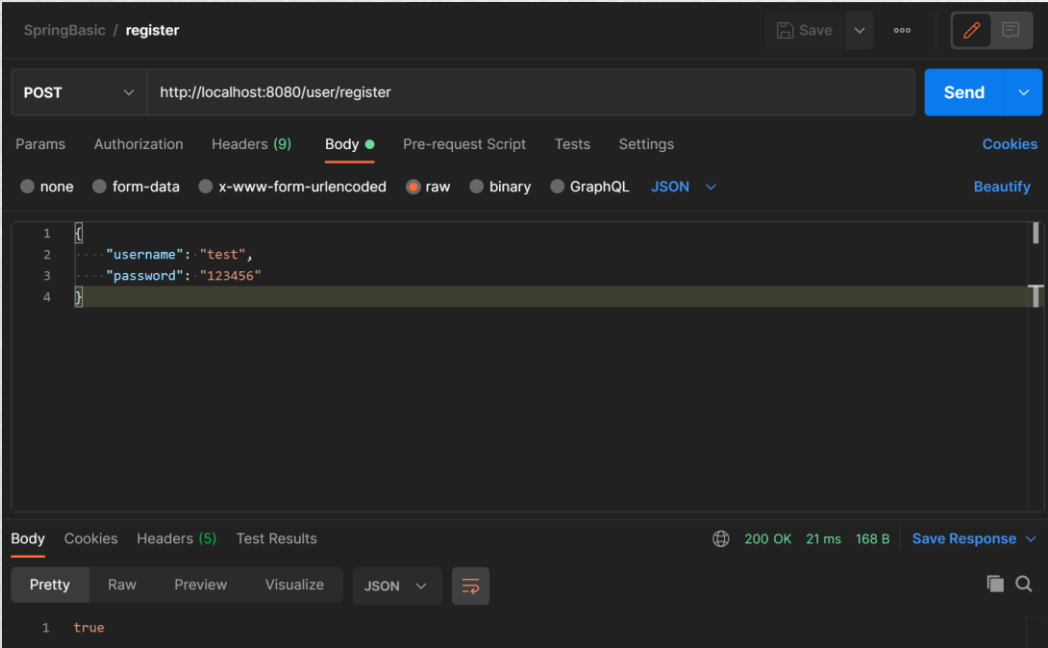 SpringBasic / register Save ooo
POST http://localhost:8080/user/register Send
Params Authorization Headers (9) Body Pre-request Script Tests Settings Cookies
none form-data x-www-form-urlencoded raw binary GraphQL JSON Beautify
1 {
2 ····"username":·"test",
3 ····"password":·"123456"
4 }
Body Cookies Headers (5) Test Results 200 OK 21 ms 168 B Save Response
Pretty Raw Preview Visualize JSON
1 true